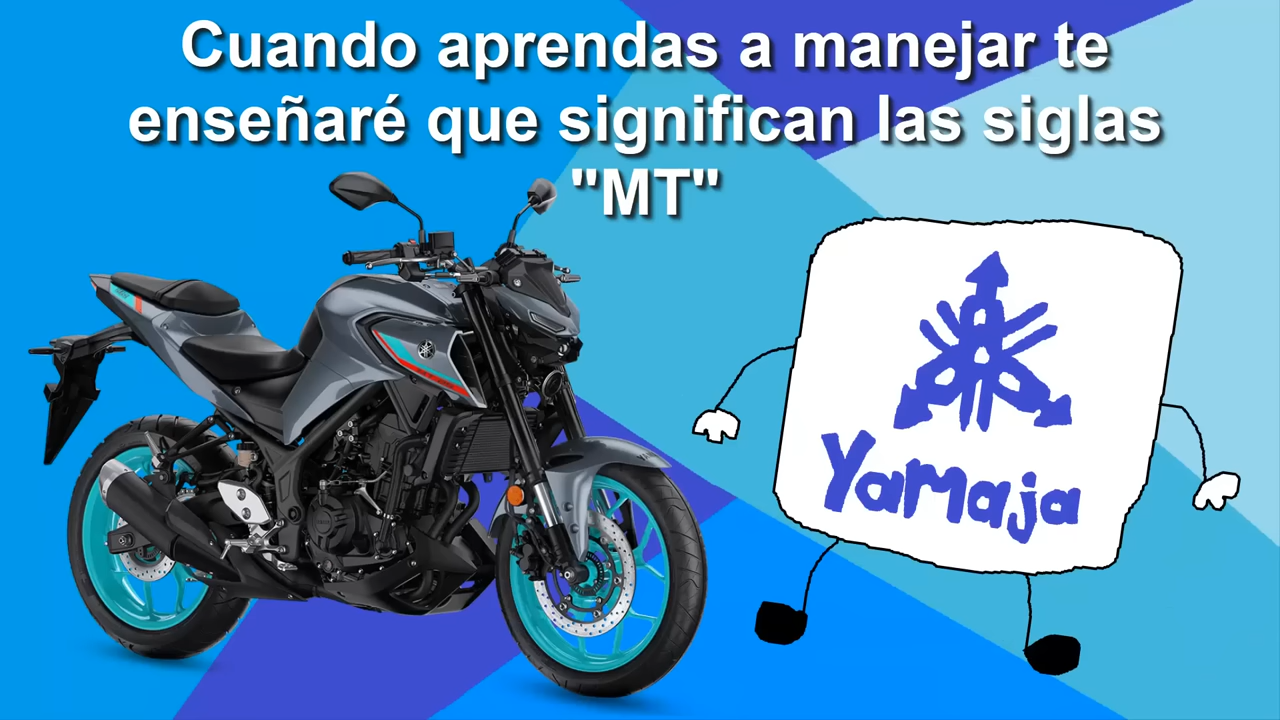 Cuando aprendas a manejar te
enseñaré que significan las siglas
"MT"
Yamaja